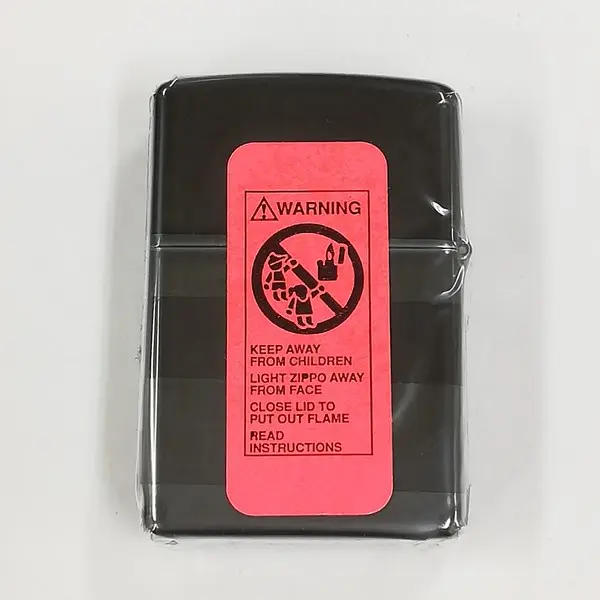 WARNING
KEEP AWAY
FROM CHILDREN
LIGHT ZIPPO AWAY
FROM FACE
CLOSE LID TO
PUT OUT FLAME
READ
INSTRUCTIONS